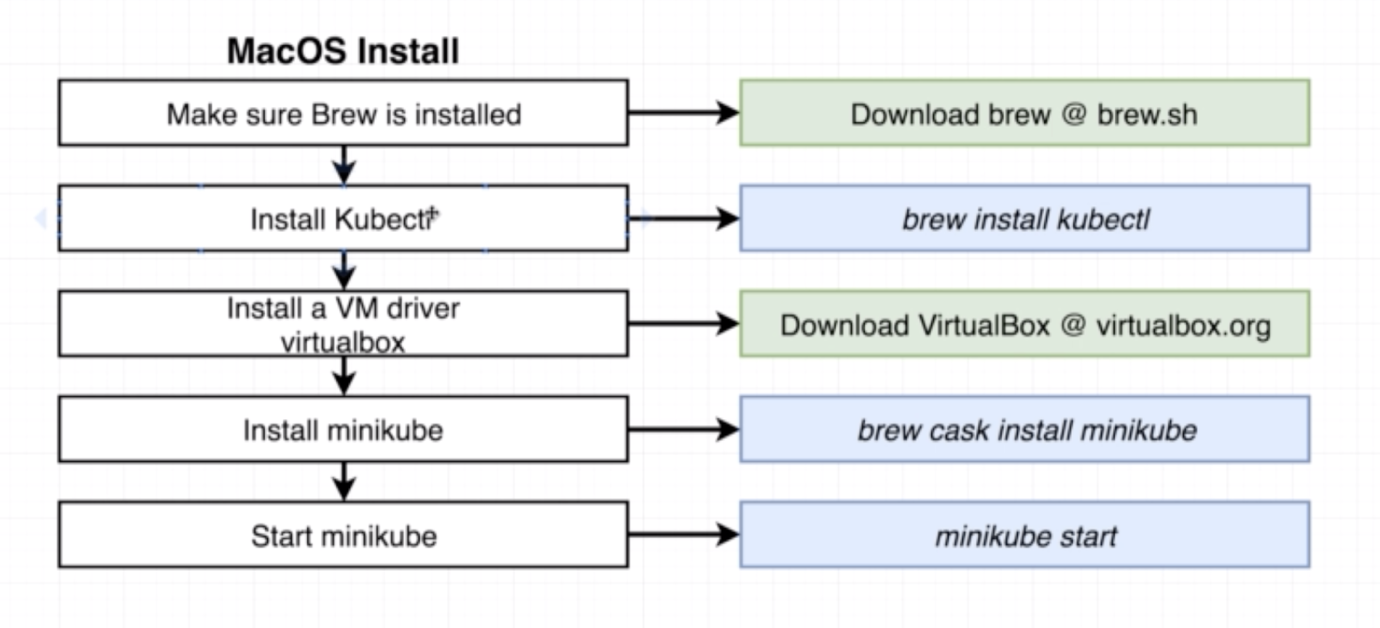 MacOS Install
Make sure Brew is installed
Download brew @ brew.sh
Install Kubectl
brew install kubectl
Install a VM driver
virtualbox
Download VirtualBox @ virtualbox.org
Install minikube
brew cask install minikube
Start minikube
minikube start